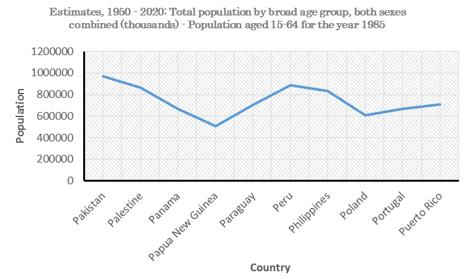 Estimates, 1950 - 2020: Total population by broad age group, both sexes
combined (thousands) - Population aged 15-64 for the year 1985
1200000
1000000
800000
600000
400000
200000
0
Population
Pakistan
Palestine
Panama
Papua New Guinea
Paraguay
Peru
Philippines
Poland
Portugal
Puerto Rico
Country